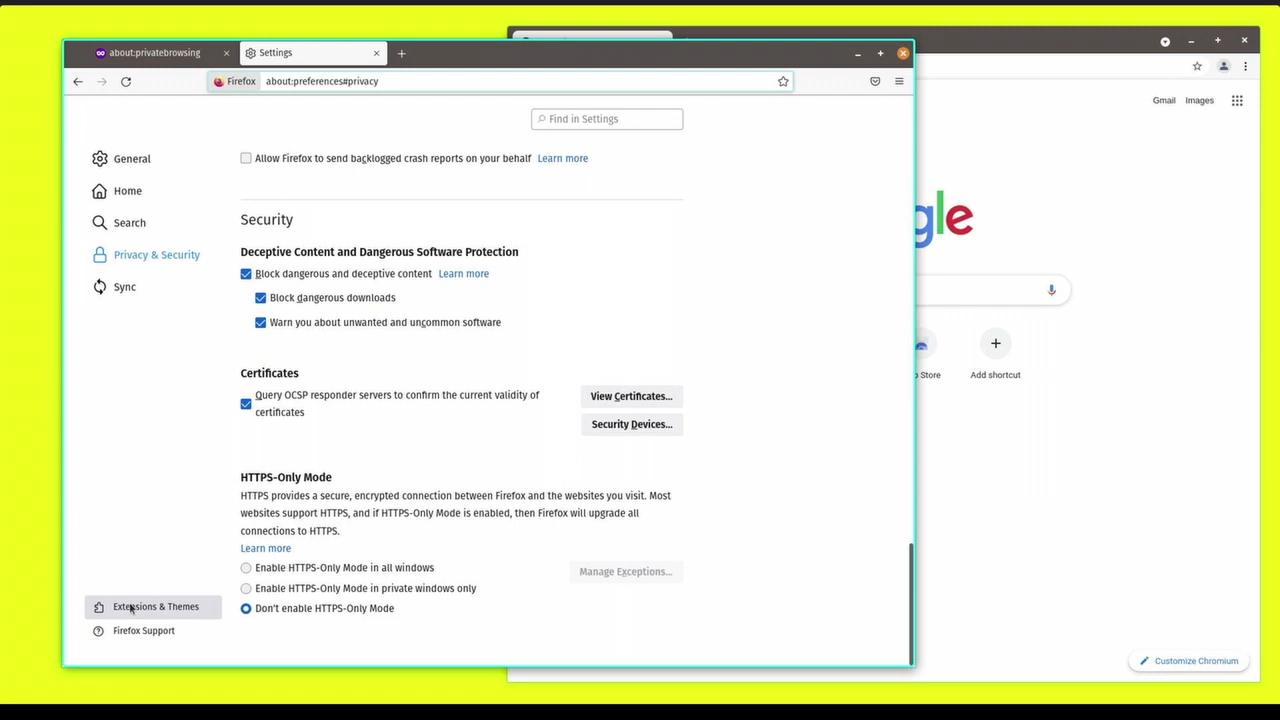 about:privatebrowsing
Settings
Firefox
about:preferences#privacy
Find in Settings
General
Home
Search
Privacy & Security
Sync
Extensions & Themes
Firefox Support
Allow Firefox to send backlogged crash reports on your behalf Learn more
Security
Deceptive Content and Dangerous Software Protection
Block dangerous and deceptive content Learn more
Block dangerous downloads
Warn you about unwanted and uncommon software
Certificates
Query OCSP responder servers to confirm the current validity of
certificates
View Certificates...
Security Devices...
HTTPS-Only Mode
HTTPS provides a secure, encrypted connection between Firefox and the websites you visit. Most
websites support HTTPS, and if HTTPS-Only Mode is enabled, then Firefox will upgrade all
connections to HTTPS.
Learn more
Enable HTTPS-Only Mode in all windows
Manage Exceptions...
Enable HTTPS-Only Mode in private windows only
Don't enable HTTPS-Only Mode
Gmail Images
gle
Store
Add shortcut
Customize Chromium